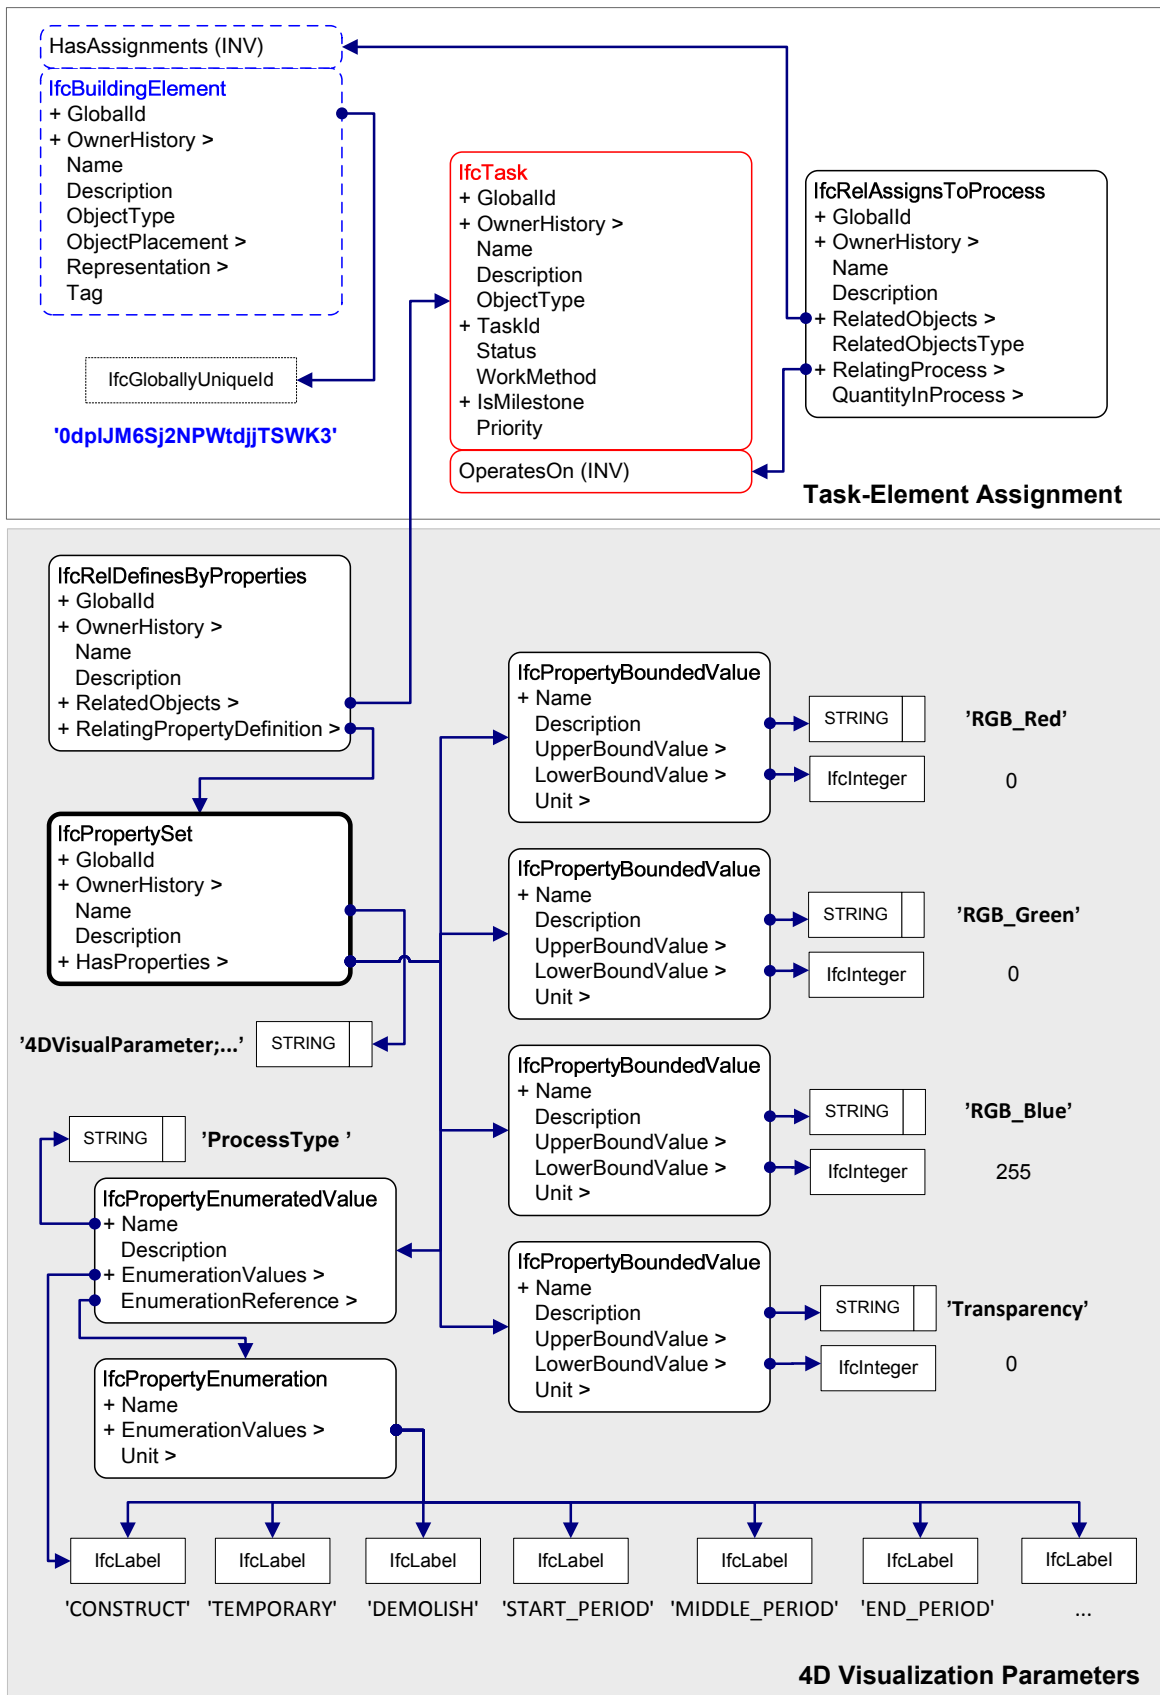 HasAssignments (INV)
IfcBuildingElement
+ GlobalId
+ OwnerHistory >
Name
Description
ObjectType
ObjectPlacement >
Representation >
Tag
IfcGloballyUniqueId
'0dpIJM6Sj2NPWtdjjTSWK3'
IfcTask
+ GlobalId
+ OwnerHistory >
Name
Description
ObjectType
+ TaskId
Status
WorkMethod
+ IsMilestone
Priority
OperatesOn (INV)
IfcRelAssignsToProcess
+ GlobalId
+ OwnerHistory >
Name
Description
+ RelatedObjects >
RelatedObjectsType
+ RelatingProcess >
QuantityInProcess >
Task-Element Assignment
IfcRelDefinesByProperties
+ GlobalId
+ OwnerHistory >
Name
Description
+ RelatedObjects >
+ RelatingPropertyDefinition >
IfcPropertySet
+ GlobalId
+ OwnerHistory >
Name
Description
+ HasProperties >
'4DVisualParameter;...'
STRING
IfcPropertyBoundedValue
+ Name
Description
UpperBoundValue >
LowerBoundValue >
Unit >
STRING
’RGB_Red’
IfcInteger
0
IfcPropertyBoundedValue
+ Name
Description
UpperBoundValue >
LowerBoundValue >
Unit >
STRING
’RGB_Green’
IfcInteger
0
IfcPropertyBoundedValue
+ Name
Description
UpperBoundValue >
LowerBoundValue >
Unit >
STRING
’RGB_Blue’
IfcInteger
255
IfcPropertyBoundedValue
+ Name
Description
UpperBoundValue >
LowerBoundValue >
Unit >
STRING
’Transparency’
IfcInteger
0
STRING
'ProcessType '
IfcPropertyEnumeratedValue
+ Name
Description
+ EnumerationValues >
EnumerationReference >
IfcPropertyEnumeration
+ Name
+ EnumerationValues >
Unit >
IfcLabel
IfcLabel
IfcLabel
IfcLabel
IfcLabel
IfcLabel
IfcLabel
'CONSTRUCT'
'TEMPORARY'
'DEMOLISH'
'START_PERIOD'
'MIDDLE_PERIOD'
'END_PERIOD'
...
4D Visualization Parameters